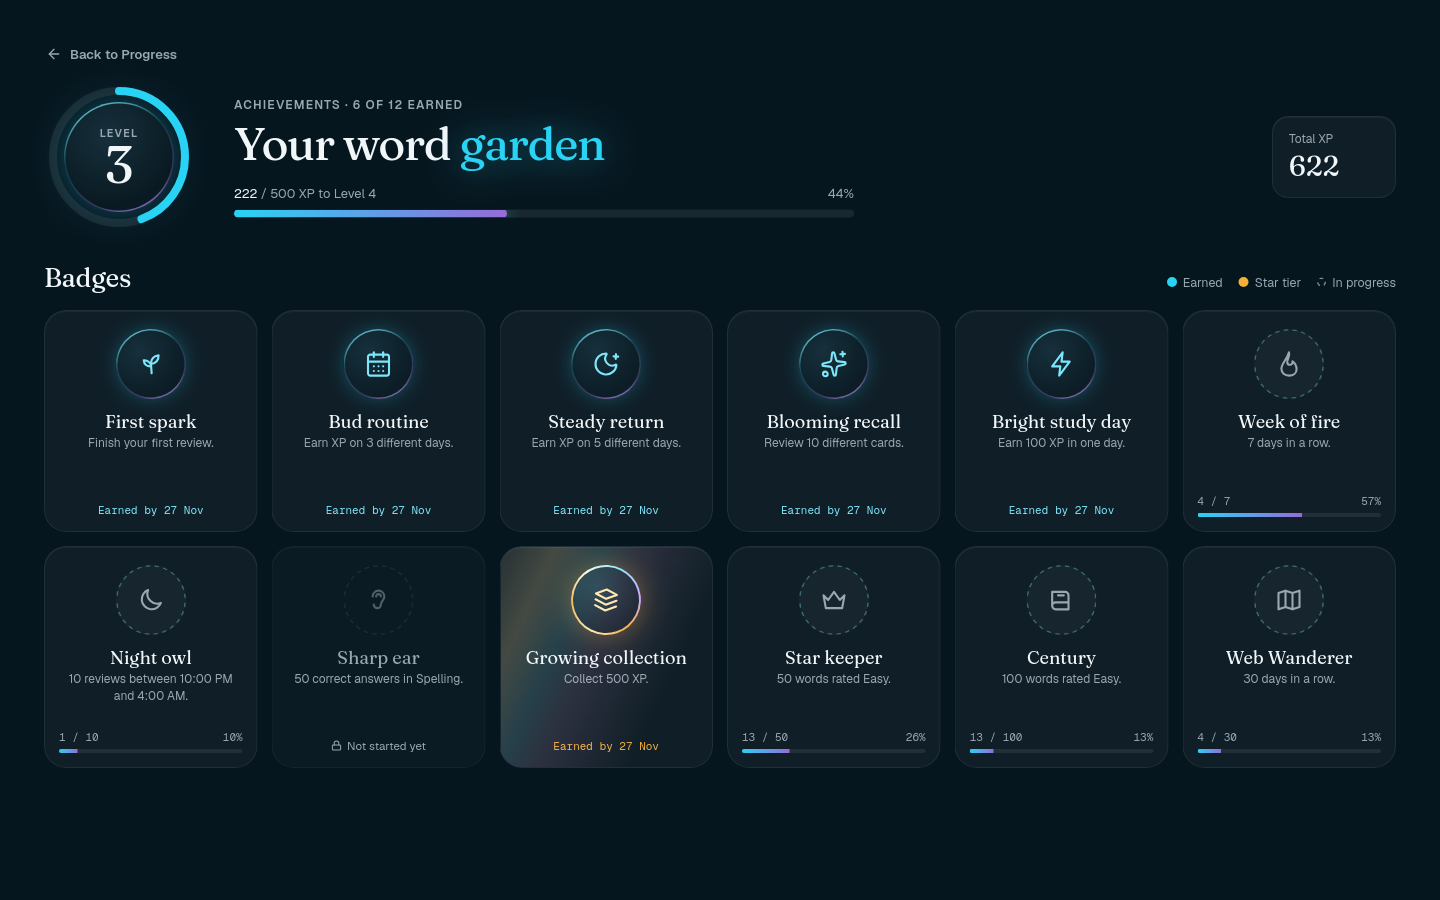 Back to Progress
LEVEL
3
ACHIEVEMENTS · 6 OF 12 EARNED
Your word garden
222 / 500 XP to Level 4
44%
Total XP
622
Badges
Earned
Star tier
In progress
First spark
Finish your first review.
Earned by 27 Nov
Bud routine
Earn XP on 3 different days.
Earned by 27 Nov
Steady return
Earn XP on 5 different days.
Earned by 27 Nov
Blooming recall
Review 10 different cards.
Earned by 27 Nov
Bright study day
Earn 100 XP in one day.
Earned by 27 Nov
Week of fire
7 days in a row.
4 / 7
57%
Night owl
10 reviews between 10:00 PM
and 4:00 AM.
1 / 10
10%
Sharp ear
50 correct answers in Spelling.
Not started yet
Growing collection
Collect 500 XP.
Earned by 27 Nov
Star keeper
50 words rated Easy.
13 / 50
26%
Century
100 words rated Easy.
13 / 100
13%
Web Wanderer
30 days in a row.
4 / 30
13%